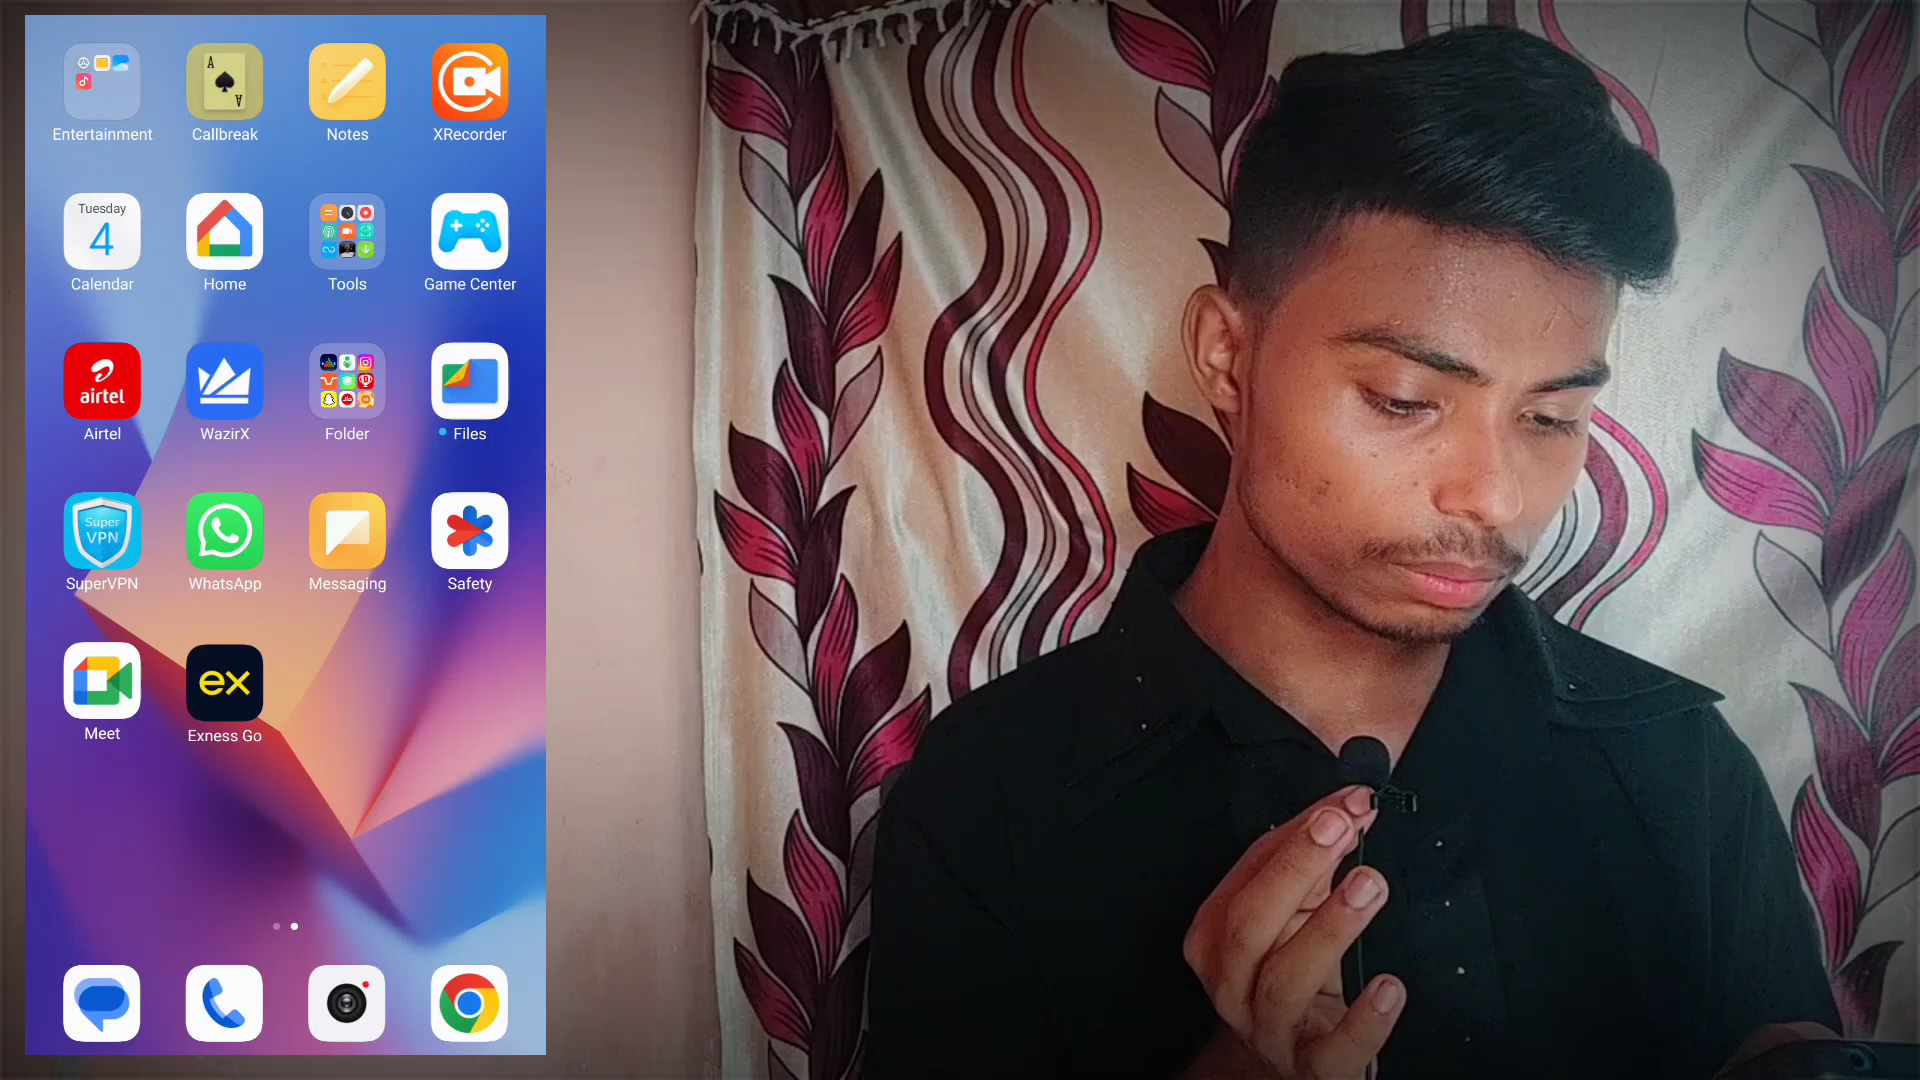 A
A
Entertainment
Callbreak
Notes
XRecorder
Tuesday
4
Calendar
Home
Tools
Game Center
airtel
Airtel
WazirX
Folder
Files
Super
VPN
SuperVPN
WhatsApp
Messaging
Safety
ex
Meet
Exness Go